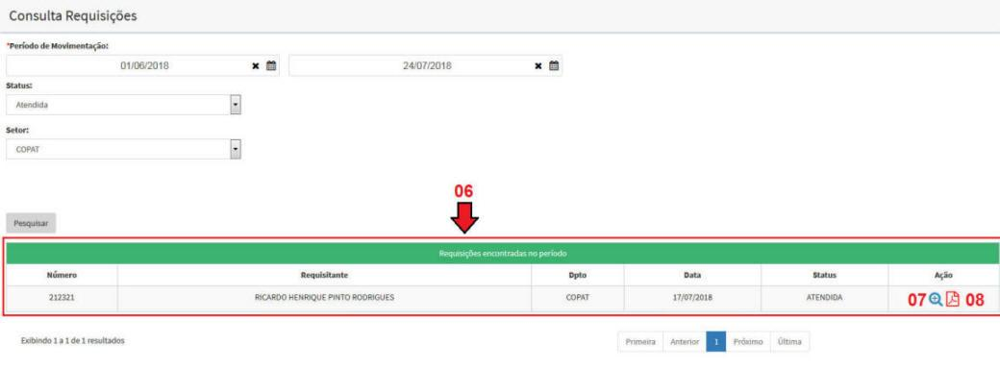 Consulta Requisições
*Período de Movimentação:
01/06/2018 24/07/2018
Status:
Atendida
Setor:
COPAT
06
Pesquisar
Requisições encontradas no período
Número Requisitante Dpto Data Status Ação
212321 RICARDO HENRIQUE PINTO RODRIGUES COPAT 17/07/2018 ATENDIDA 07 08
Exibindo 1 a 1 de 1 resultados Primeira Anterior 1 Próximo Última